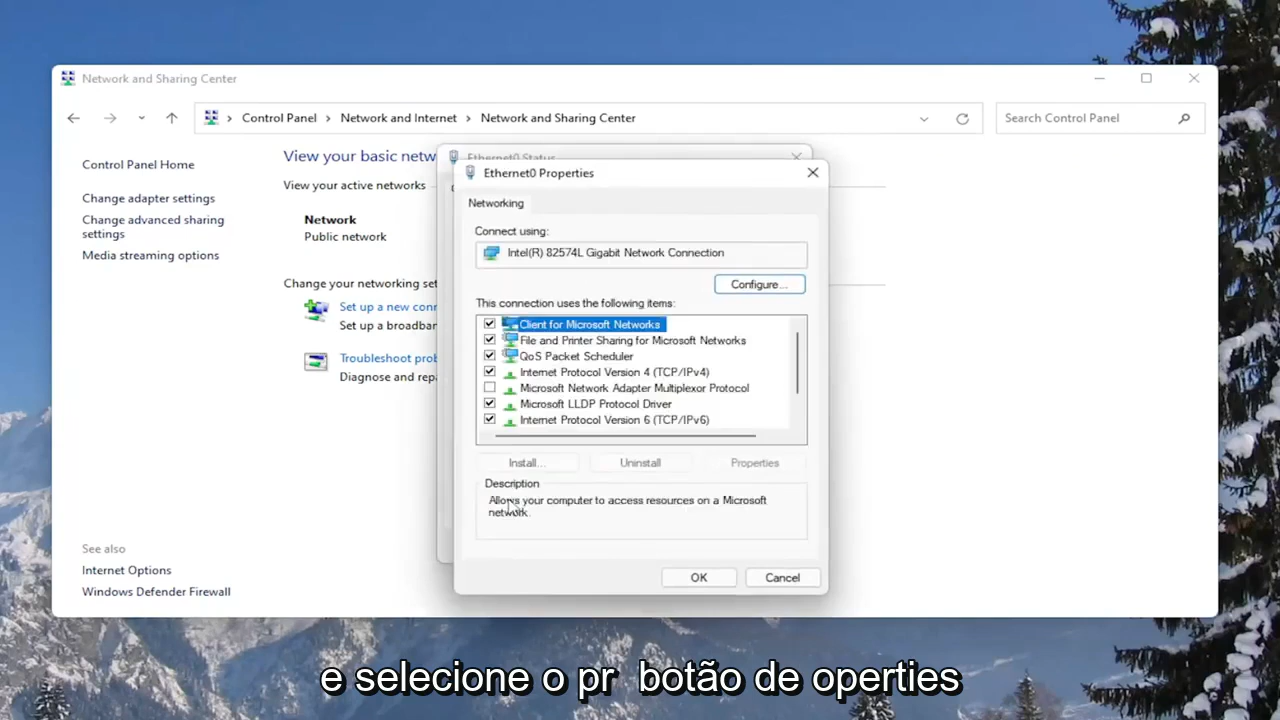 Network and Sharing Center
Control Panel > Network and Internet > Network and Sharing Center
Search Control Panel
Control Panel Home
Change adapter settings
Change advanced sharing
settings
Media streaming options
See also
Internet Options
Windows Defender Firewall
View your basic netw
View your active networks
Network
Public network
Change your networking set
Set up a new conn
Set up a broadban
Troubleshoot prob
Diagnose and repa
Ethernet0 Status
Ethernet0 Properties
Networking
Connect using:
Intel(R) 82574L Gigabit Network Connection
Configure...
This connection uses the following items:
Client for Microsoft Networks
File and Printer Sharing for Microsoft Networks
QoS Packet Scheduler
Internet Protocol Version 4 (TCP/IPv4)
Microsoft Network Adapter Multiplexor Protocol
Microsoft LLDP Protocol Driver
Internet Protocol Version 6 (TCP/IPv6)
Install...
Uninstall
Properties
Description
Allows your computer to access resources on a Microsoft
network.
OK
Cancel
e selecione o pr botão de operties